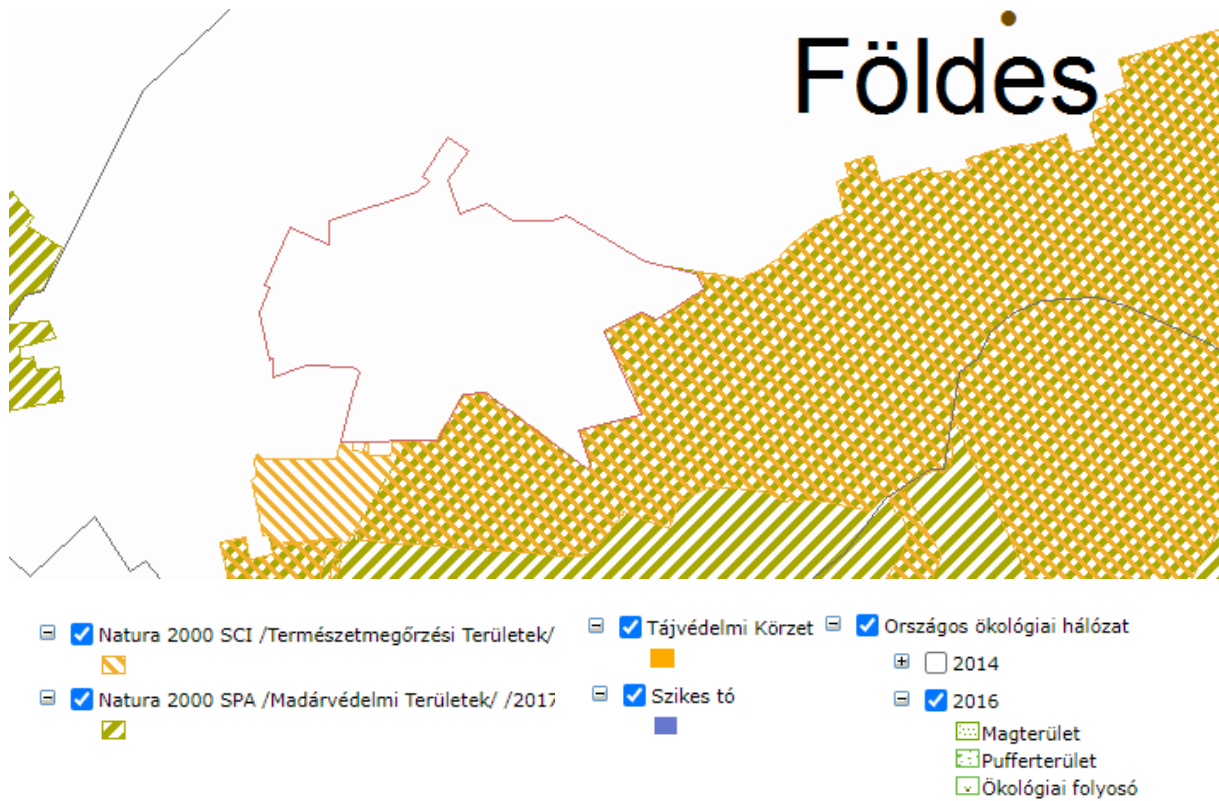 Földes
Natura 2000 SCI /Természetmegőrzési Területek/
Natura 2000 SPA /Madárvédelmi Területek/ /2017
Tájvédelmi Körzet
Szikes tó
Országos ökológiai hálózat
2014
2016
Magterület
Pufferterület
Ökológiai folyosó